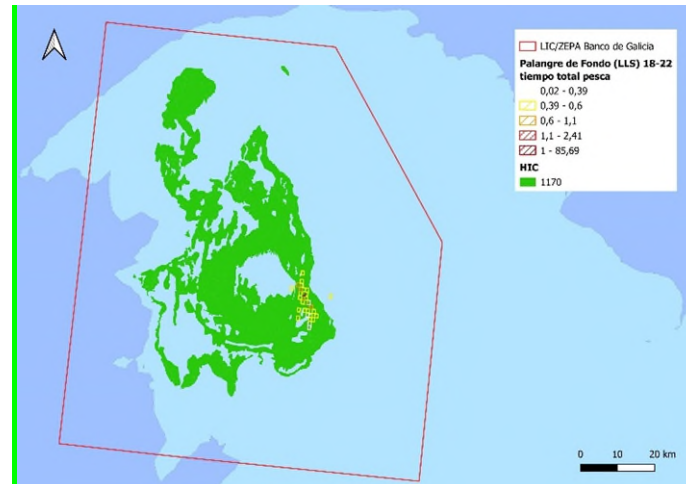 LIC/ZEPA Banco de Galicia
Palangre de Fondo (LLS) 18-22
tiempo total pesca
0,02 - 0,39
0,39 - 0,6
0,6 - 1,1
1,1 - 2,41
1 - 85,69
HIC
1170
0 10 20 km